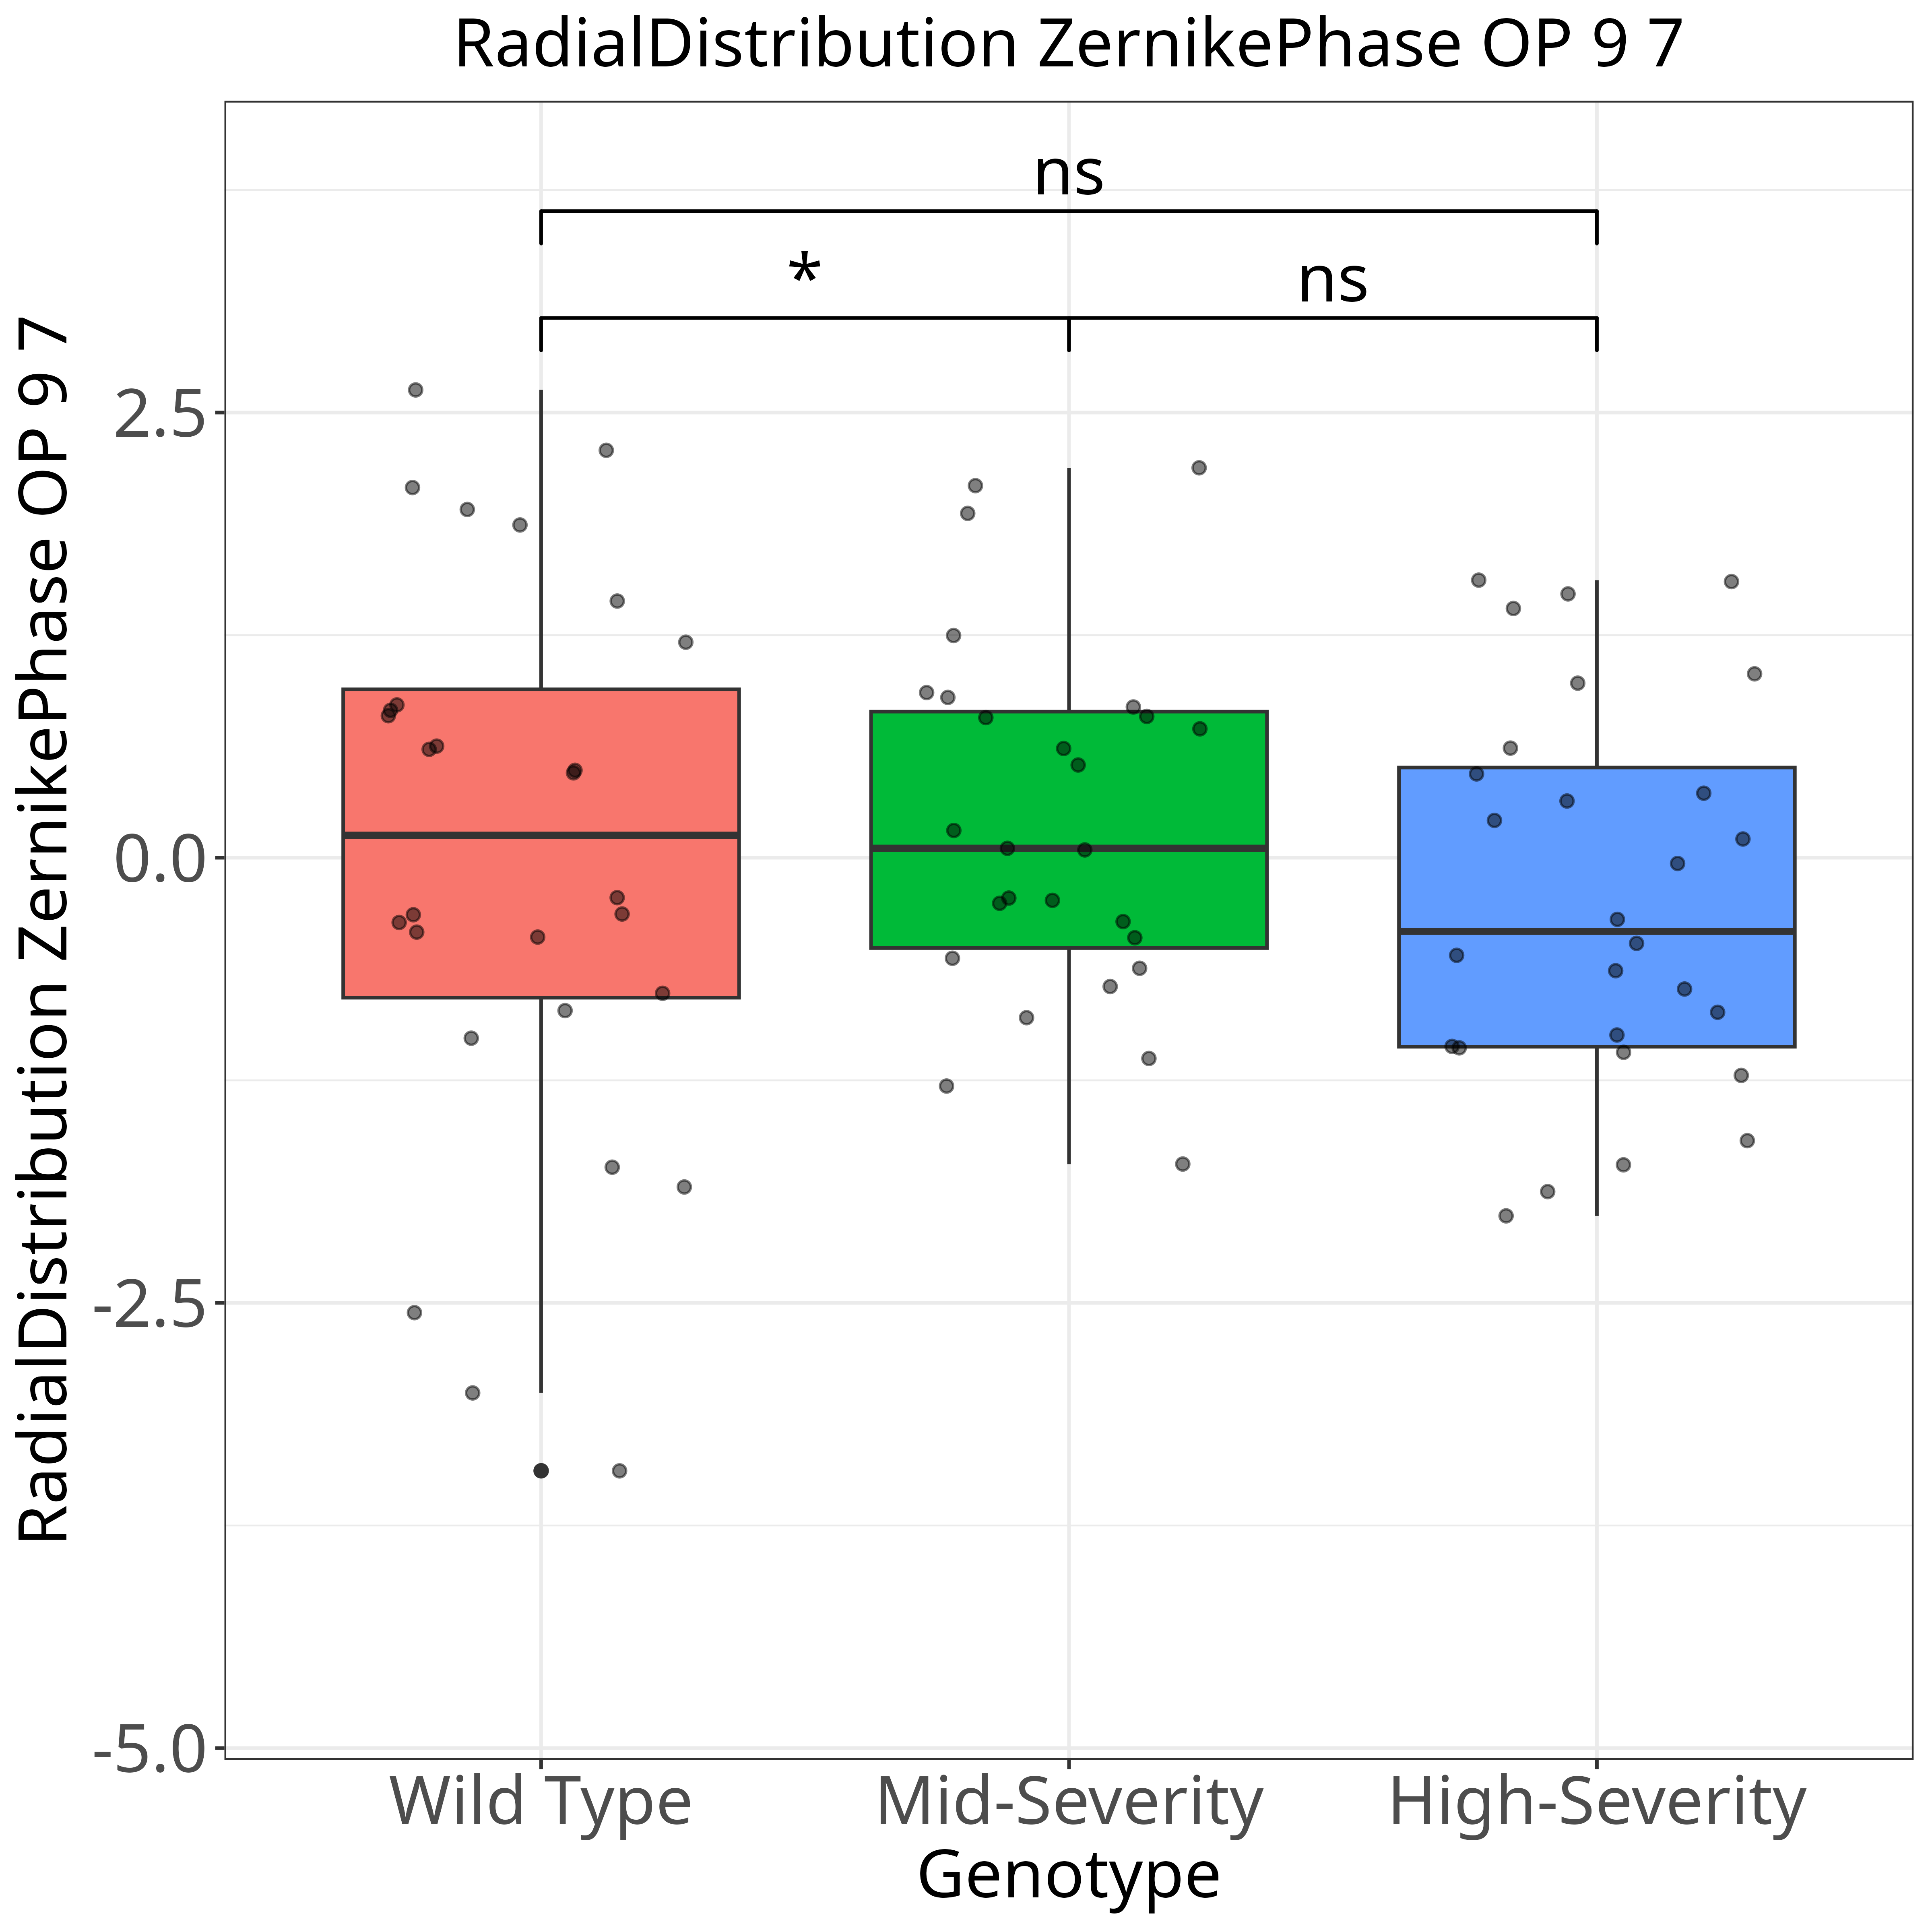 RadialDistribution ZernikePhase OP 9 7
ns
*
ns
RadialDistribution ZernikePhase OP 9 7
2.5
0.0
-2.5
-5.0
Wild Type Mid-Severity High-Severity
Genotype